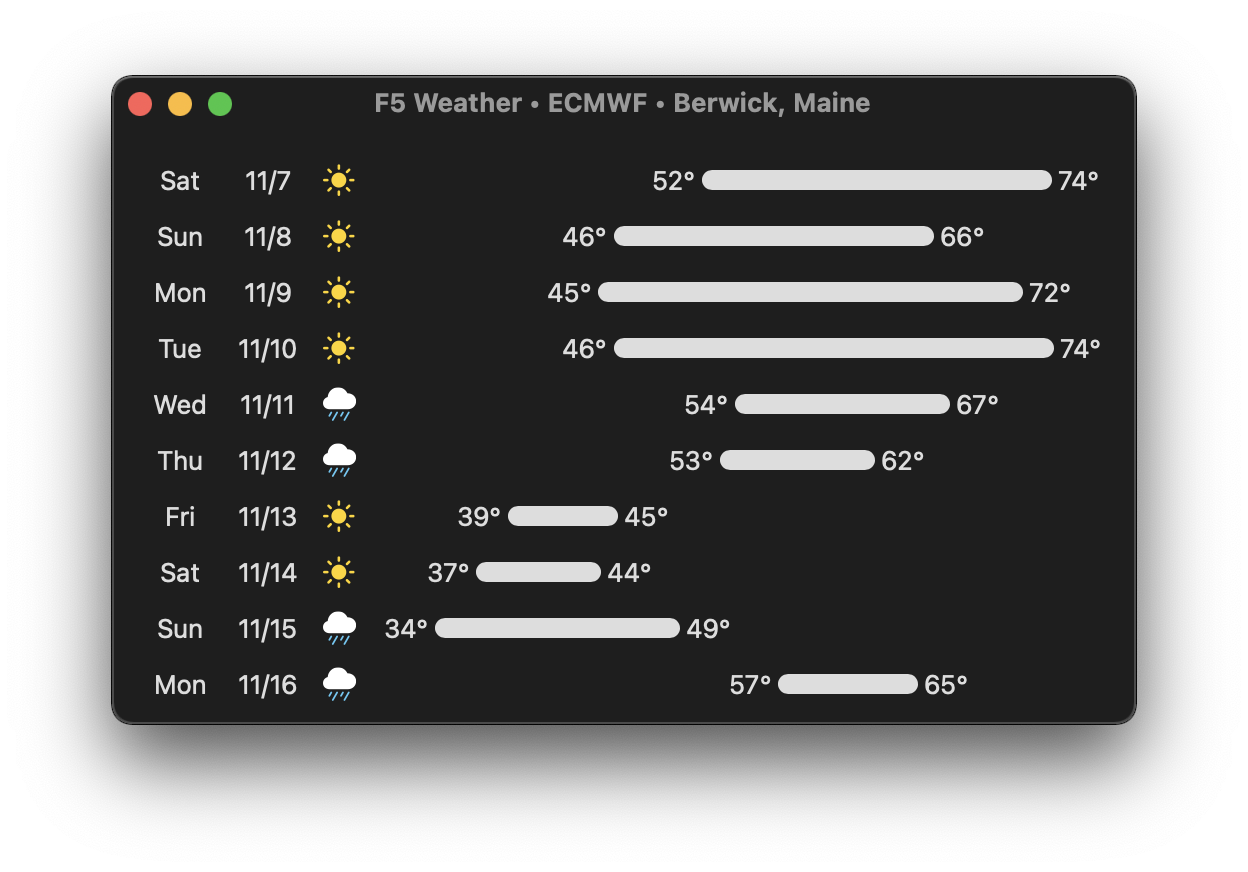 F5 Weather • ECMWF • Berwick, Maine
Sat 11/7 52° 74°
Sun 11/8 46° 66°
Mon 11/9 45° 72°
Tue 11/10 46° 74°
Wed 11/11 54° 67°
Thu 11/12 53° 62°
Fri 11/13 39° 45°
Sat 11/14 37° 44°
Sun 11/15 34° 49°
Mon 11/16 57° 65°